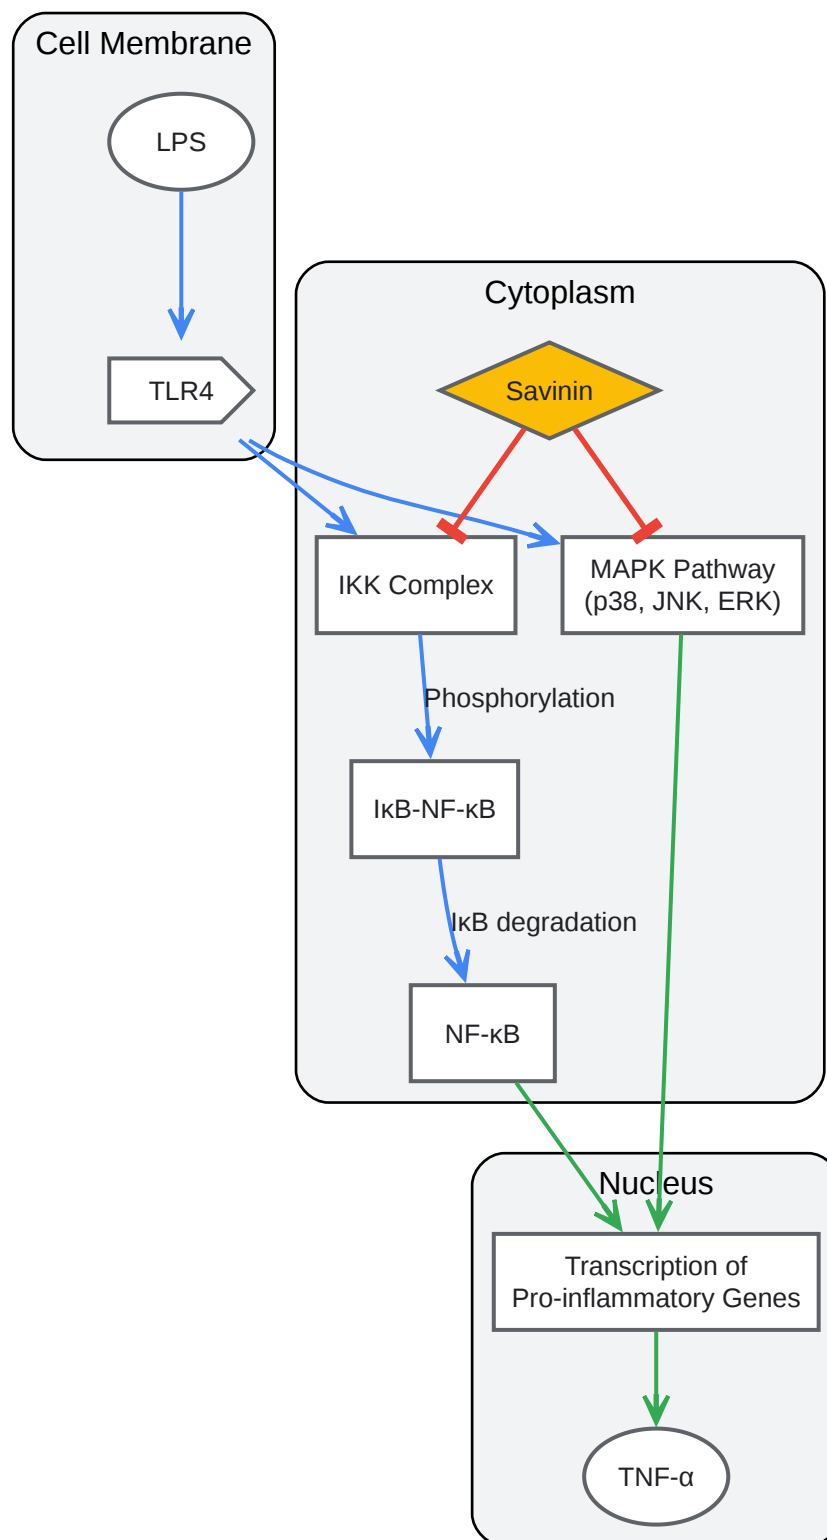 Cell Membrane
LPS
TLR4
Cytoplasm
Savinin
IKK Complex
MAPK Pathway
(p38, JNK, ERK)
Phosphorylation
IκB-NF-κB
IκB degradation
NF-κB
Nucleus
Transcription of
Pro-inflammatory Genes
TNF-α